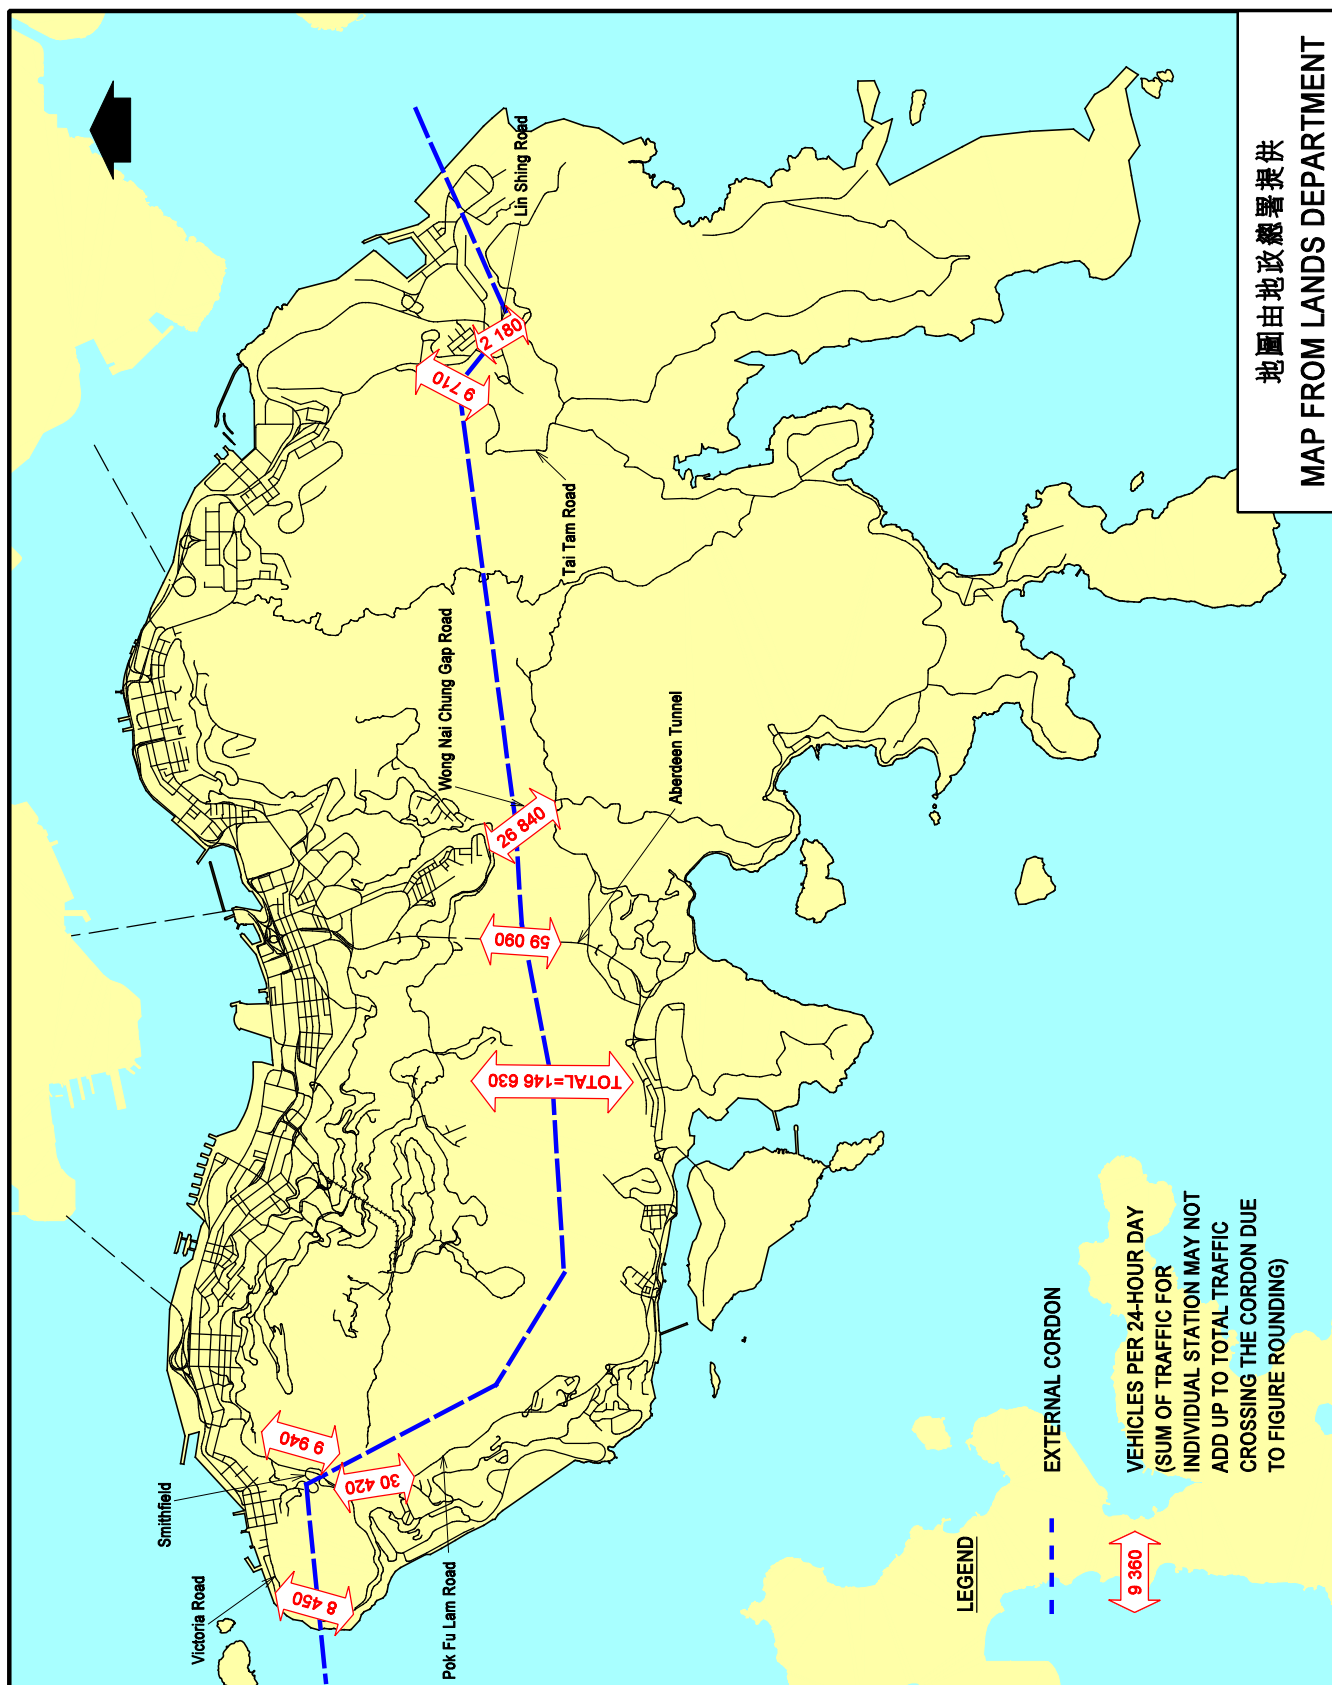 地圖由地政總署提供
MAP FROM LANDS DEPARTMENT
Lin Shing Road
2 180
9 710
Tai Tam Road
Wong Nai Chung Gap Road
26 840
Aberdeen Tunnel
59 090
TOTAL=146 630
9 940
30 420
Smithfield
8 450
Victoria Road
Pok Fu Lam Road
LEGEND
EXTERNAL CORDON
9 360
VEHICLES PER 24-HOUR DAY
(SUM OF TRAFFIC FOR
INDIVIDUAL STATION MAY NOT
ADD UP TO TOTAL TRAFFIC
CROSSING THE CORDON DUE
TO FIGURE ROUNDING)